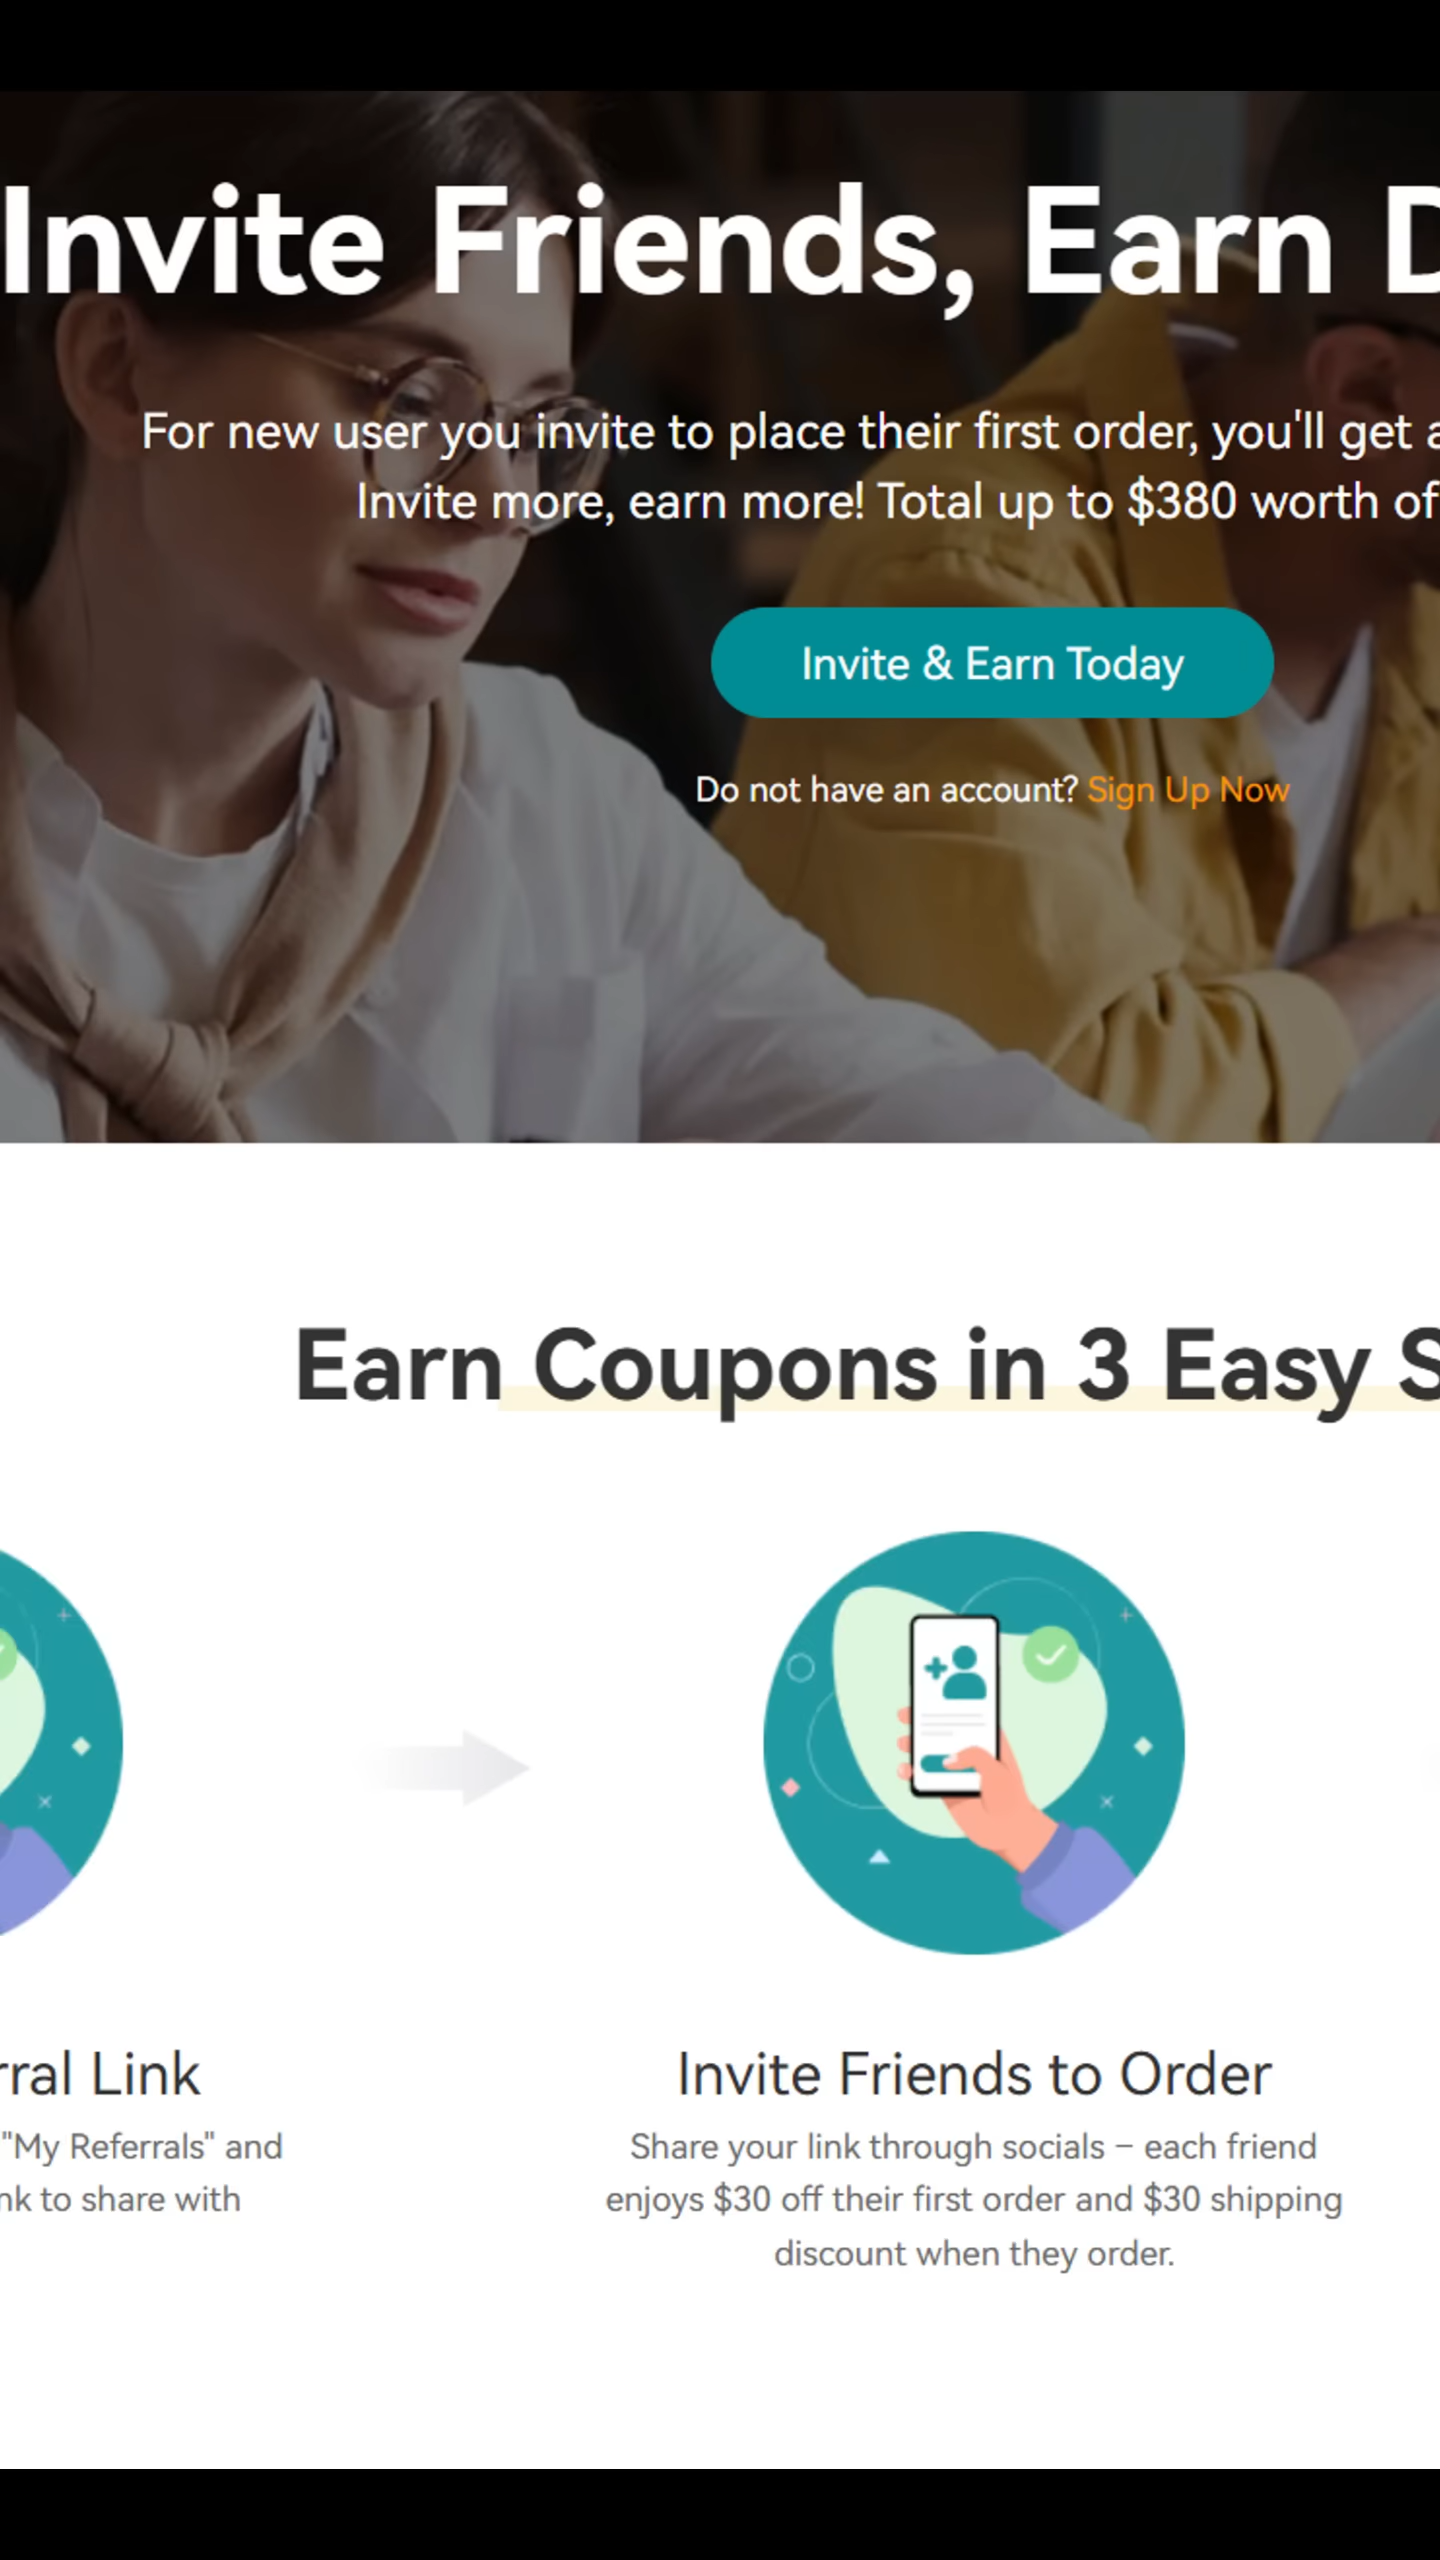 Invite Friends, Earn
For new user you invite to place their first order, you'll get
Invite more, earn more! Total up to $380 worth of
Invite & Earn Today
Do not have an account? Sign Up Now
Earn Coupons in 3 Easy
Link
"My Referrals" and
to share with
Invite Friends to Order
Share your link through socials – each friend
enjoys $30 off their first order and $30 shipping
discount when they order.